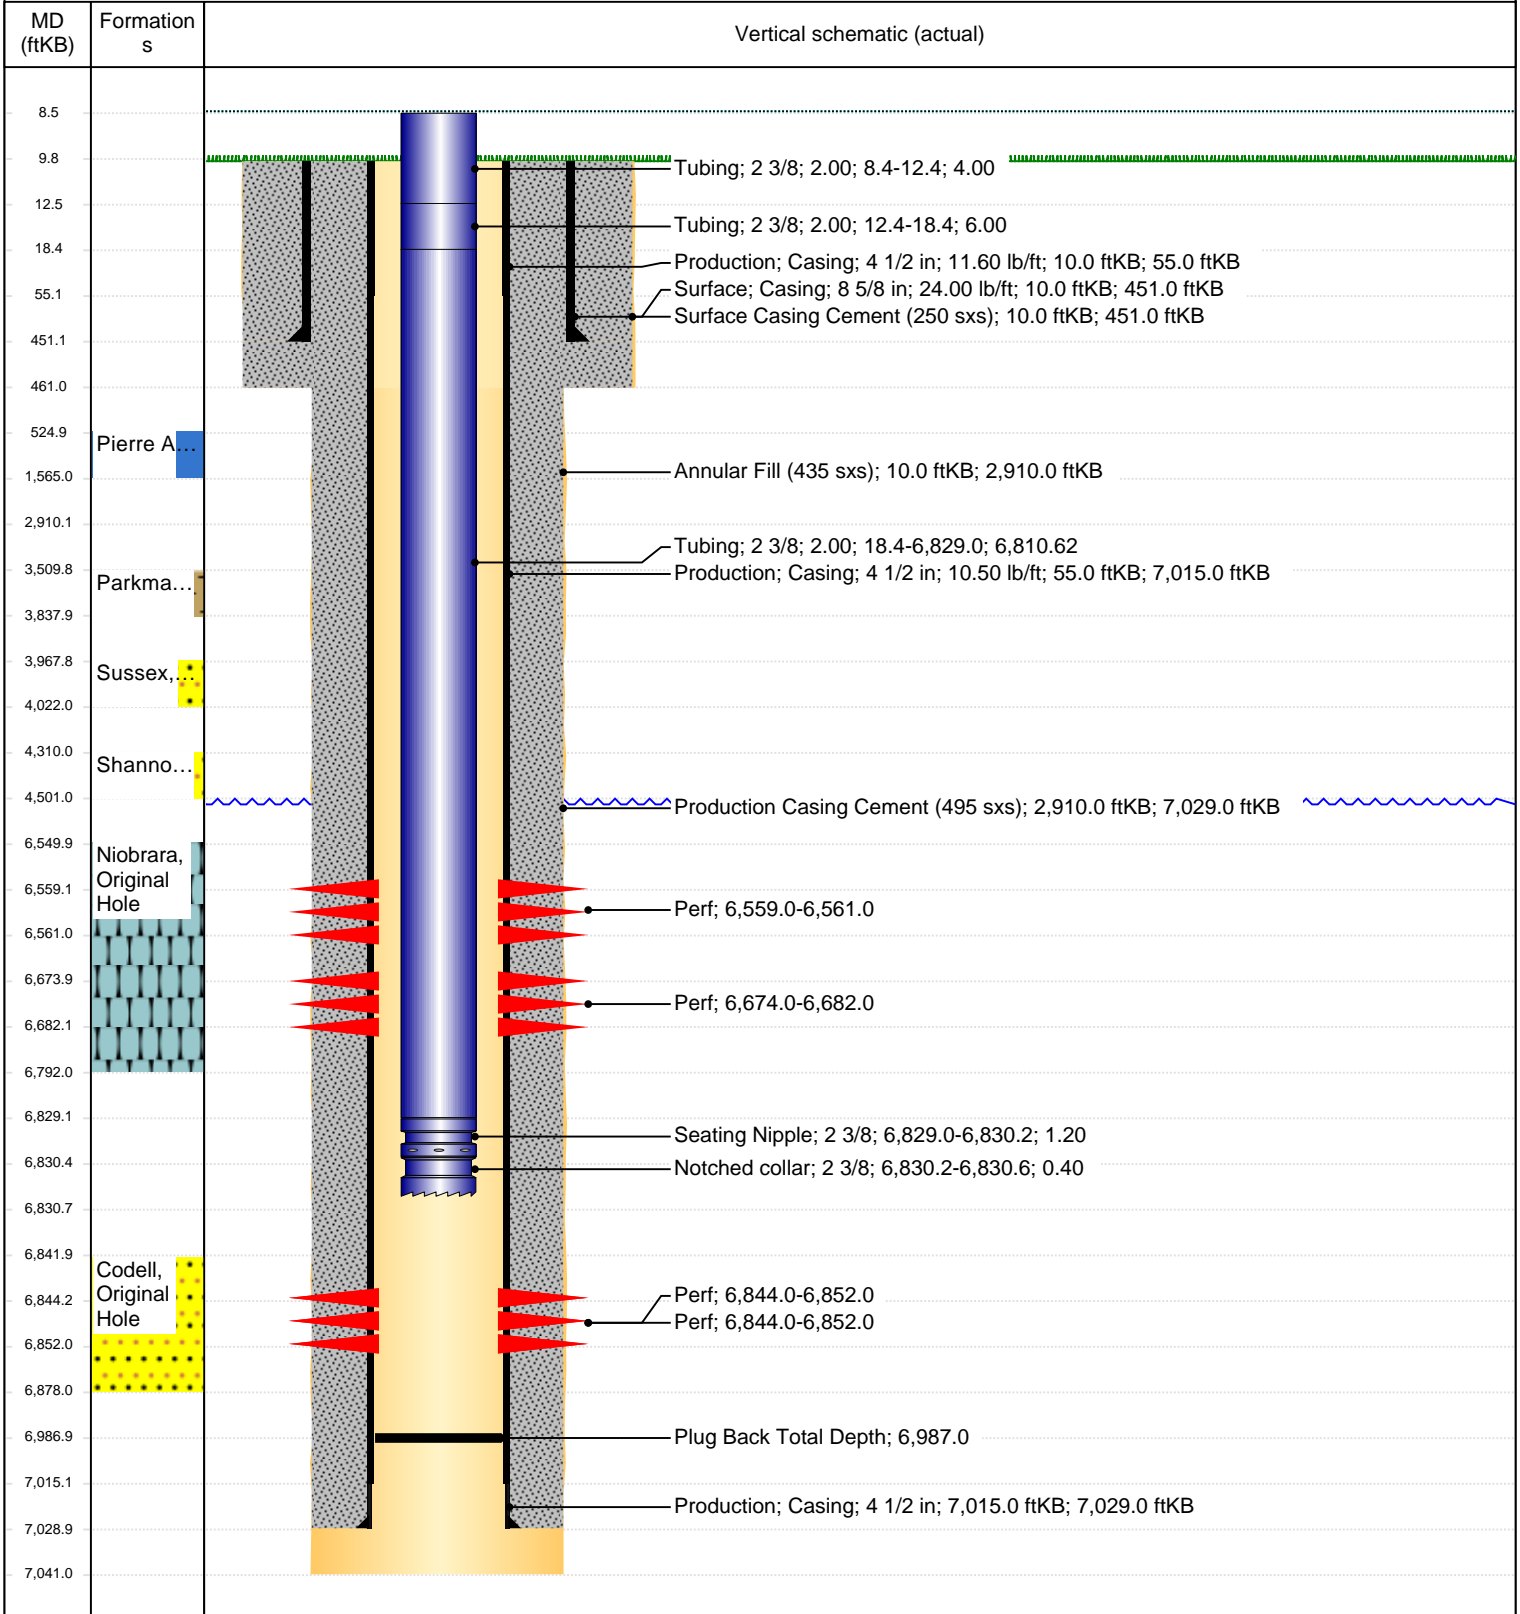 MD
(ftKB)
Formation
s
Vertical schematic (actual)
8.5
9.8
Tubing; 2 3/8; 2.00; 8.4-12.4; 4.00
12.5
Tubing; 2 3/8; 2.00; 12.4-18.4; 6.00
18.4
Production; Casing; 4 1/2 in; 11.60 lb/ft; 10.0 ftKB; 55.0 ftKB
Surface; Casing; 8 5/8 in; 24.00 lb/ft; 10.0 ftKB; 451.0 ftKB
55.1
Surface Casing Cement (250 sxs); 10.0 ftKB; 451.0 ftKB
451.1
461.0
524.9
Pierre A...
Annular Fill (435 sxs); 10.0 ftKB; 2,910.0 ftKB
1,565.0
2,910.1
Tubing; 2 3/8; 2.00; 18.4-6,829.0; 6,810.62
3,509.8
Production; Casing; 4 1/2 in; 10.50 lb/ft; 55.0 ftKB; 7,015.0 ftKB
Parkma...
3,837.9
3,967.8
Sussex,...
4,022.0
4,310.0
Shanno...
4,501.0
Production Casing Cement (495 sxs); 2,910.0 ftKB; 7,029.0 ftKB
6,549.9
Niobrara,
Original
Hole
6,559.1
Perf; 6,559.0-6,561.0
6,561.0
6,673.9
Perf; 6,674.0-6,682.0
6,682.1
6,792.0
6,829.1
Seating Nipple; 2 3/8; 6,829.0-6,830.2; 1.20
6,830.4
Notched collar; 2 3/8; 6,830.2-6,830.6; 0.40
6,830.7
6,841.9
Codell,
Original
Hole
6,844.2
Perf; 6,844.0-6,852.0
Perf; 6,844.0-6,852.0
6,852.0
6,878.0
6,986.9
Plug Back Total Depth; 6,987.0
7,015.1
Production; Casing; 4 1/2 in; 7,015.0 ftKB; 7,029.0 ftKB
7,028.9
7,041.0